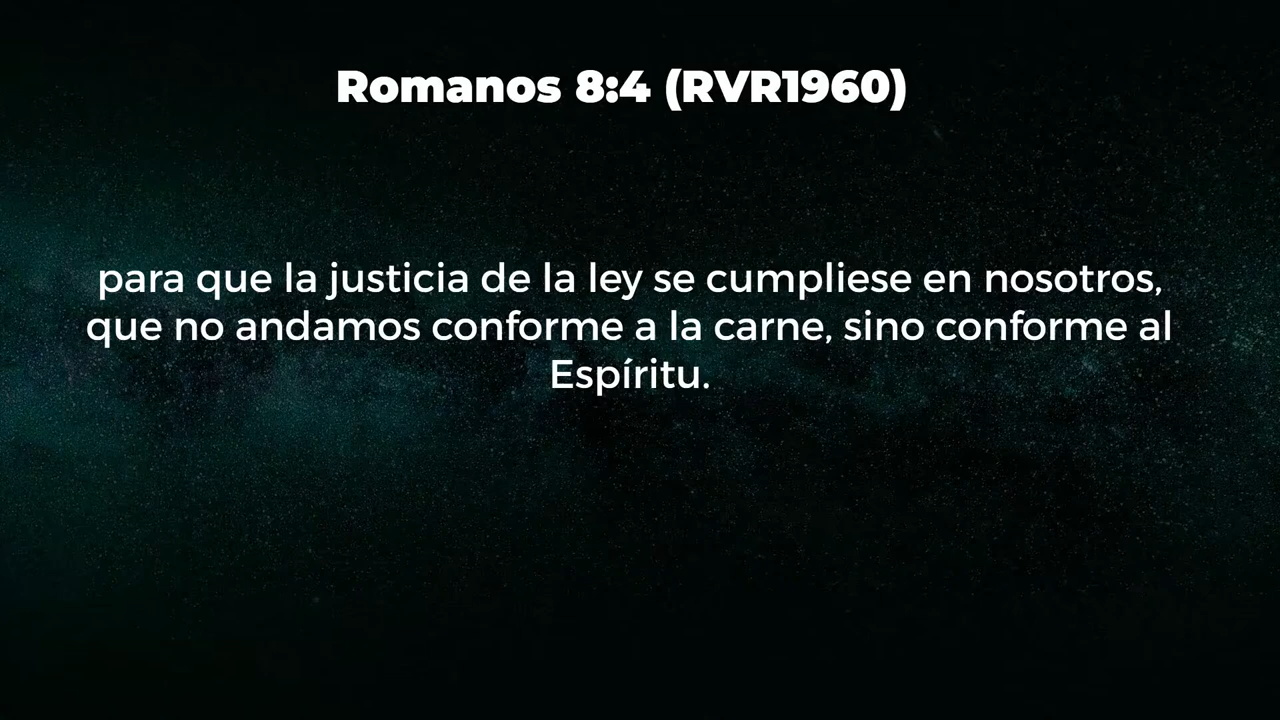 Romanos 8:4 (RVR1960)
para que la justicia de la ley se cumpliese en nosotros,
que no andamos conforme a la carne, sino conforme al
Espíritu.